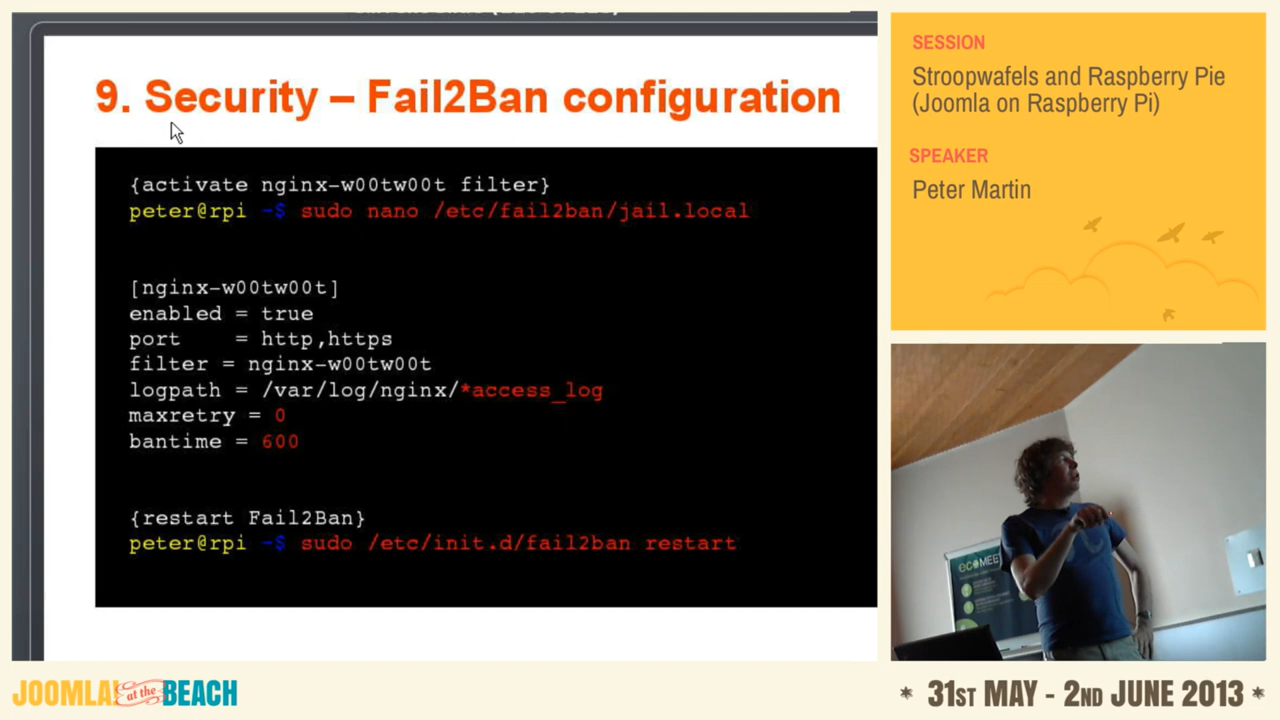 9. Security – Fail2Ban configuration
{activate nginx-w00tw00t filter}
peter@rpi ~$ sudo nano /etc/fail2ban/jail.local
[nginx-w00tw00t]
enabled = true
port = http,https
filter = nginx-w00tw00t
logpath = /var/log/nginx/*access_log
maxretry = 0
bantime = 600
{restart Fail2Ban}
peter@rpi ~$ sudo /etc/init.d/fail2ban restart
SESSION
Stroopwafels and Raspberry Pie
(Joomla on Raspberry Pi)
SPEAKER
Peter Martin
ecoMEET
JOOMLA! at the BEACH
* 31ST MAY - 2ND JUNE 2013 *